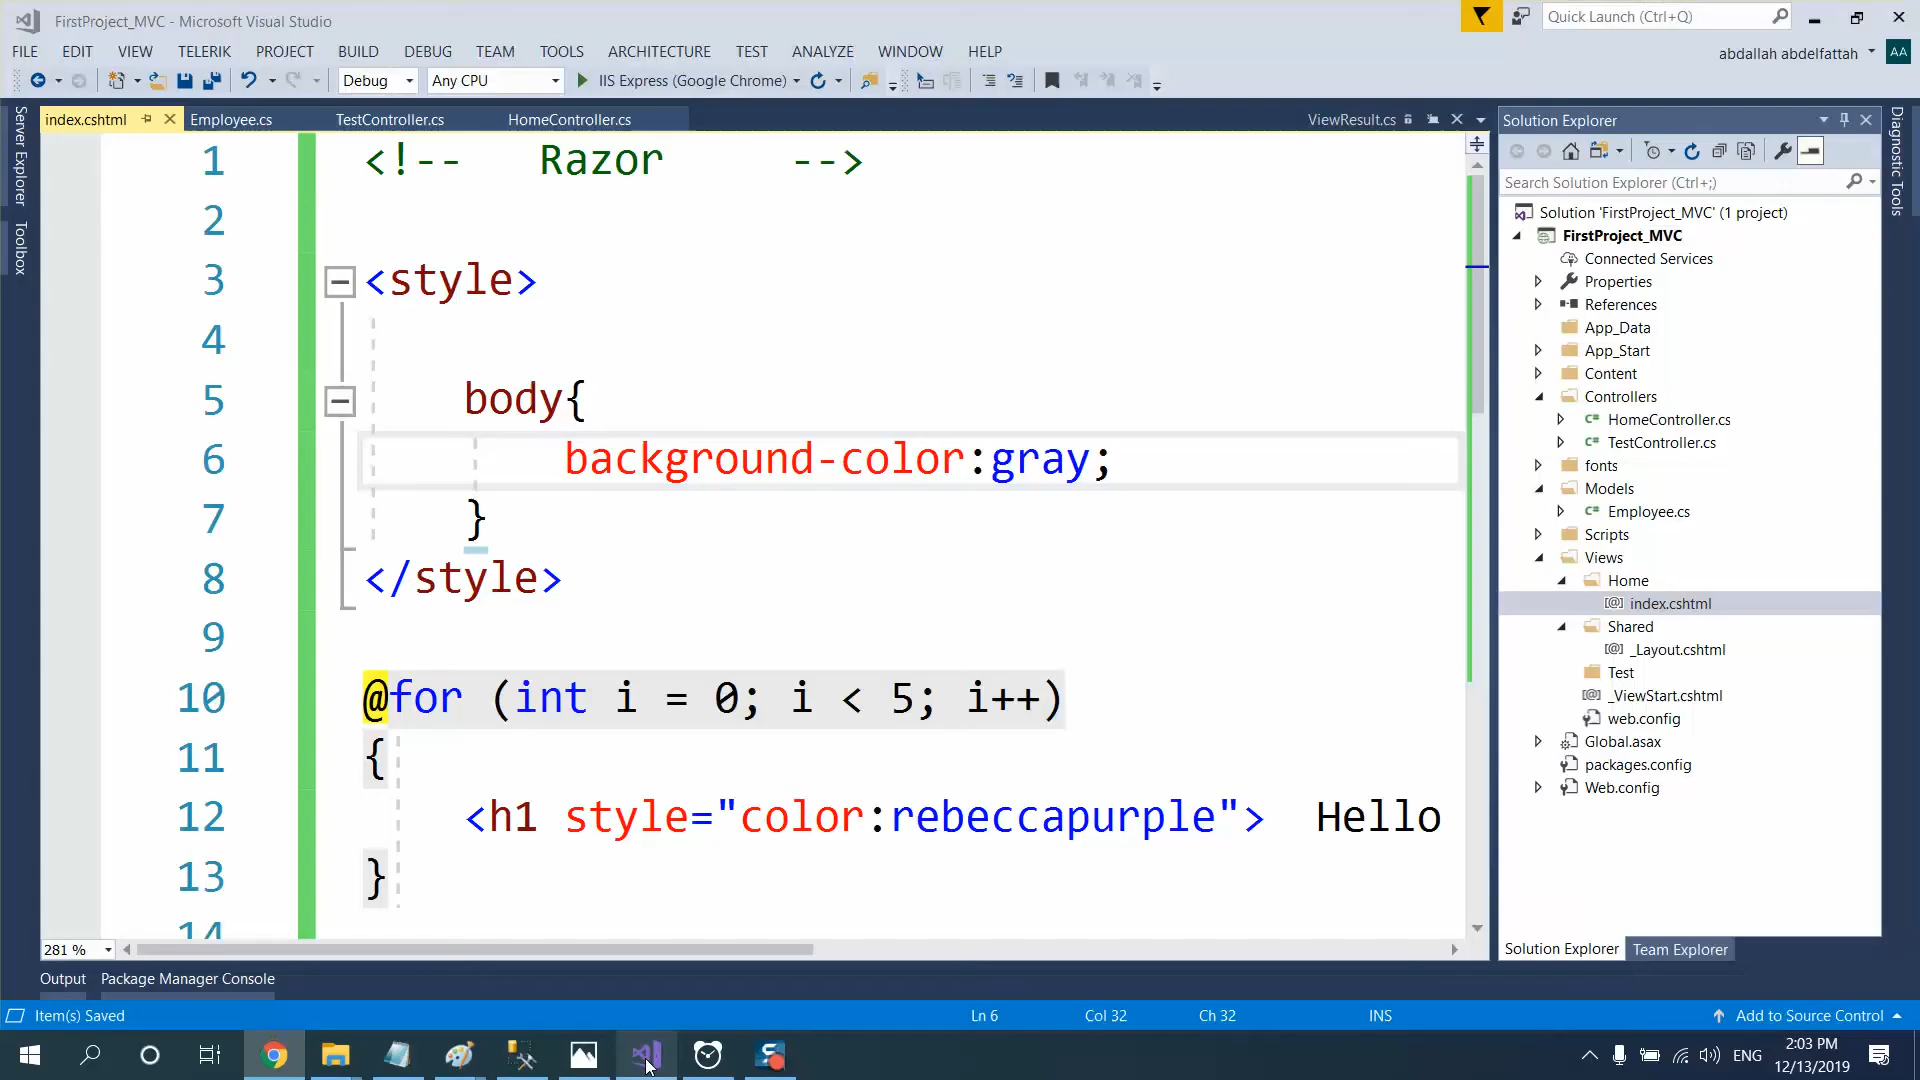 FirstProject_MVC - Microsoft Visual Studio
Quick Launch (Ctrl+Q)
FILE EDIT VIEW TELERIK PROJECT BUILD DEBUG TEAM TOOLS ARCHITECTURE TEST ANALYZE WINDOW HELP
abdallah abdelfattah AA
Debug Any CPU IIS Express (Google Chrome)
index.cshtml Employee.cs TestController.cs HomeController.cs ViewResult.cs
Server Explorer
Toolbox
1 <!-- Razor -->
2
3 <style>
4
5 body{
6 background-color:gray;
7 }
8 </style>
9
10 @for (int i = 0; i < 5; i++)
11 {
12 <h1 style="color:rebeccapurple"> Hello
13 }
14
281 %
Solution Explorer
Search Solution Explorer (Ctrl+;)
Solution 'FirstProject_MVC' (1 project)
FirstProject_MVC
Connected Services
Properties
References
App_Data
App_Start
Content
Controllers
HomeController.cs
TestController.cs
fonts
Models
Employee.cs
Scripts
Views
Home
[@] index.cshtml
Shared
[@] _Layout.cshtml
Test
[@] _ViewStart.cshtml
web.config
Global.asax
packages.config
Web.config
Solution Explorer Team Explorer
Diagnostic Tools
Output Package Manager Console
Item(s) Saved Ln 6 Col 32 Ch 32 INS Add to Source Control
ENG
2:03 PM
12/13/2019